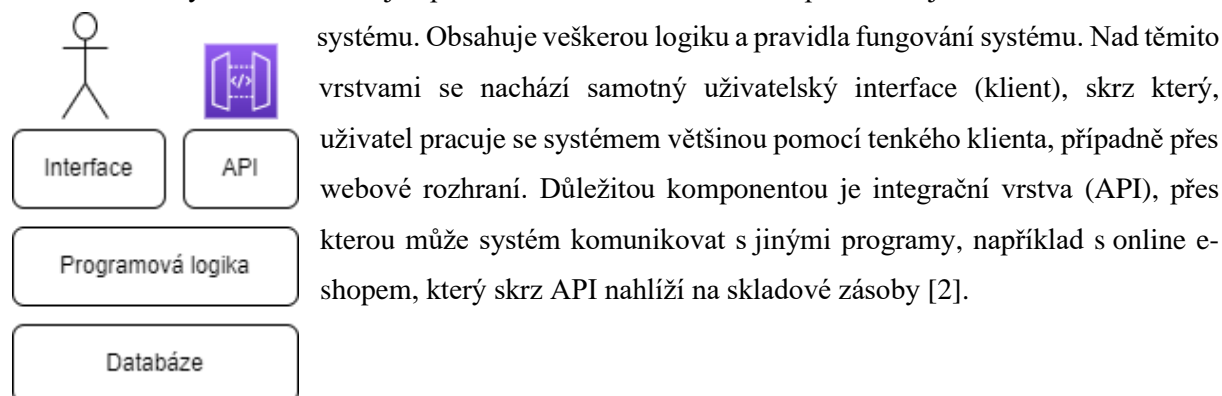 systému. Obsahuje veškerou logiku a pravidla fungování systému. Nad těmito
vrstvami se nachází samotný uživatelský interface (klient), skrz který,
uživatel pracuje se systémem většinou pomocí tenkého klienta, případně přes
webové rozhraní. Důležitou komponentou je integrační vrstva (API), přes
kterou může systém komunikovat s jinými programy, například s online e-
shopem, který skrz API nahlíží na skladové zásoby [2].
Interface
API
Programová logika
Databáze